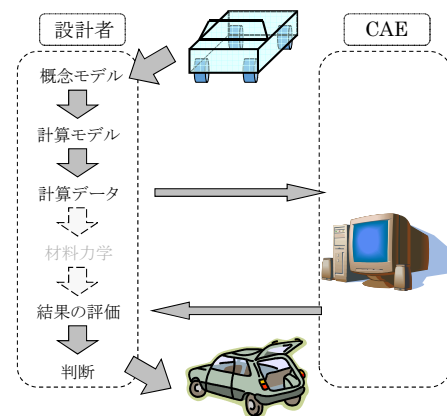 設計者
CAE
概念モデル
計算モデル
計算データ
材料力学
結果の評価
判断